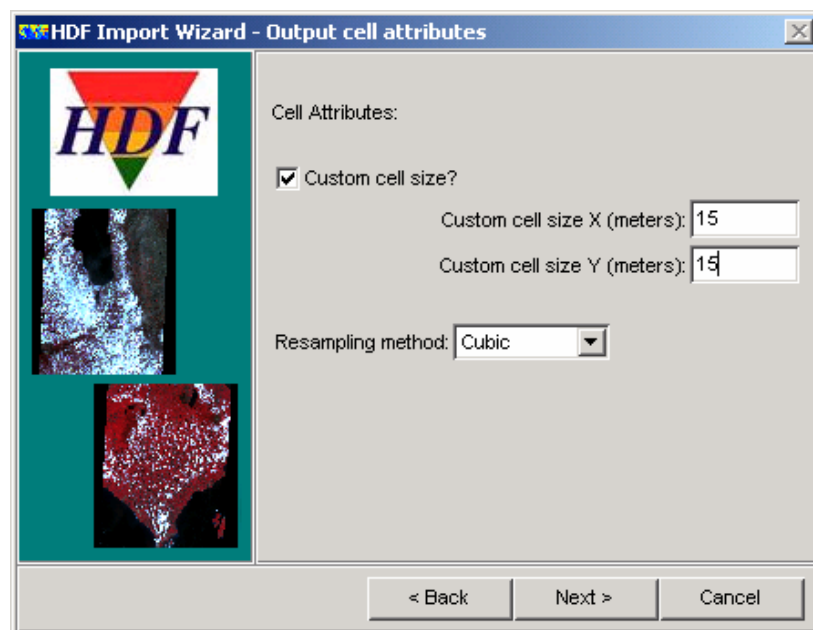 HDF Import Wizard - Output cell attributes
HDF
Cell Attributes:
Custom cell size?
Custom cell size X (meters): 15
Custom cell size Y (meters): 15
Resampling method: Cubic
< Back Next > Cancel